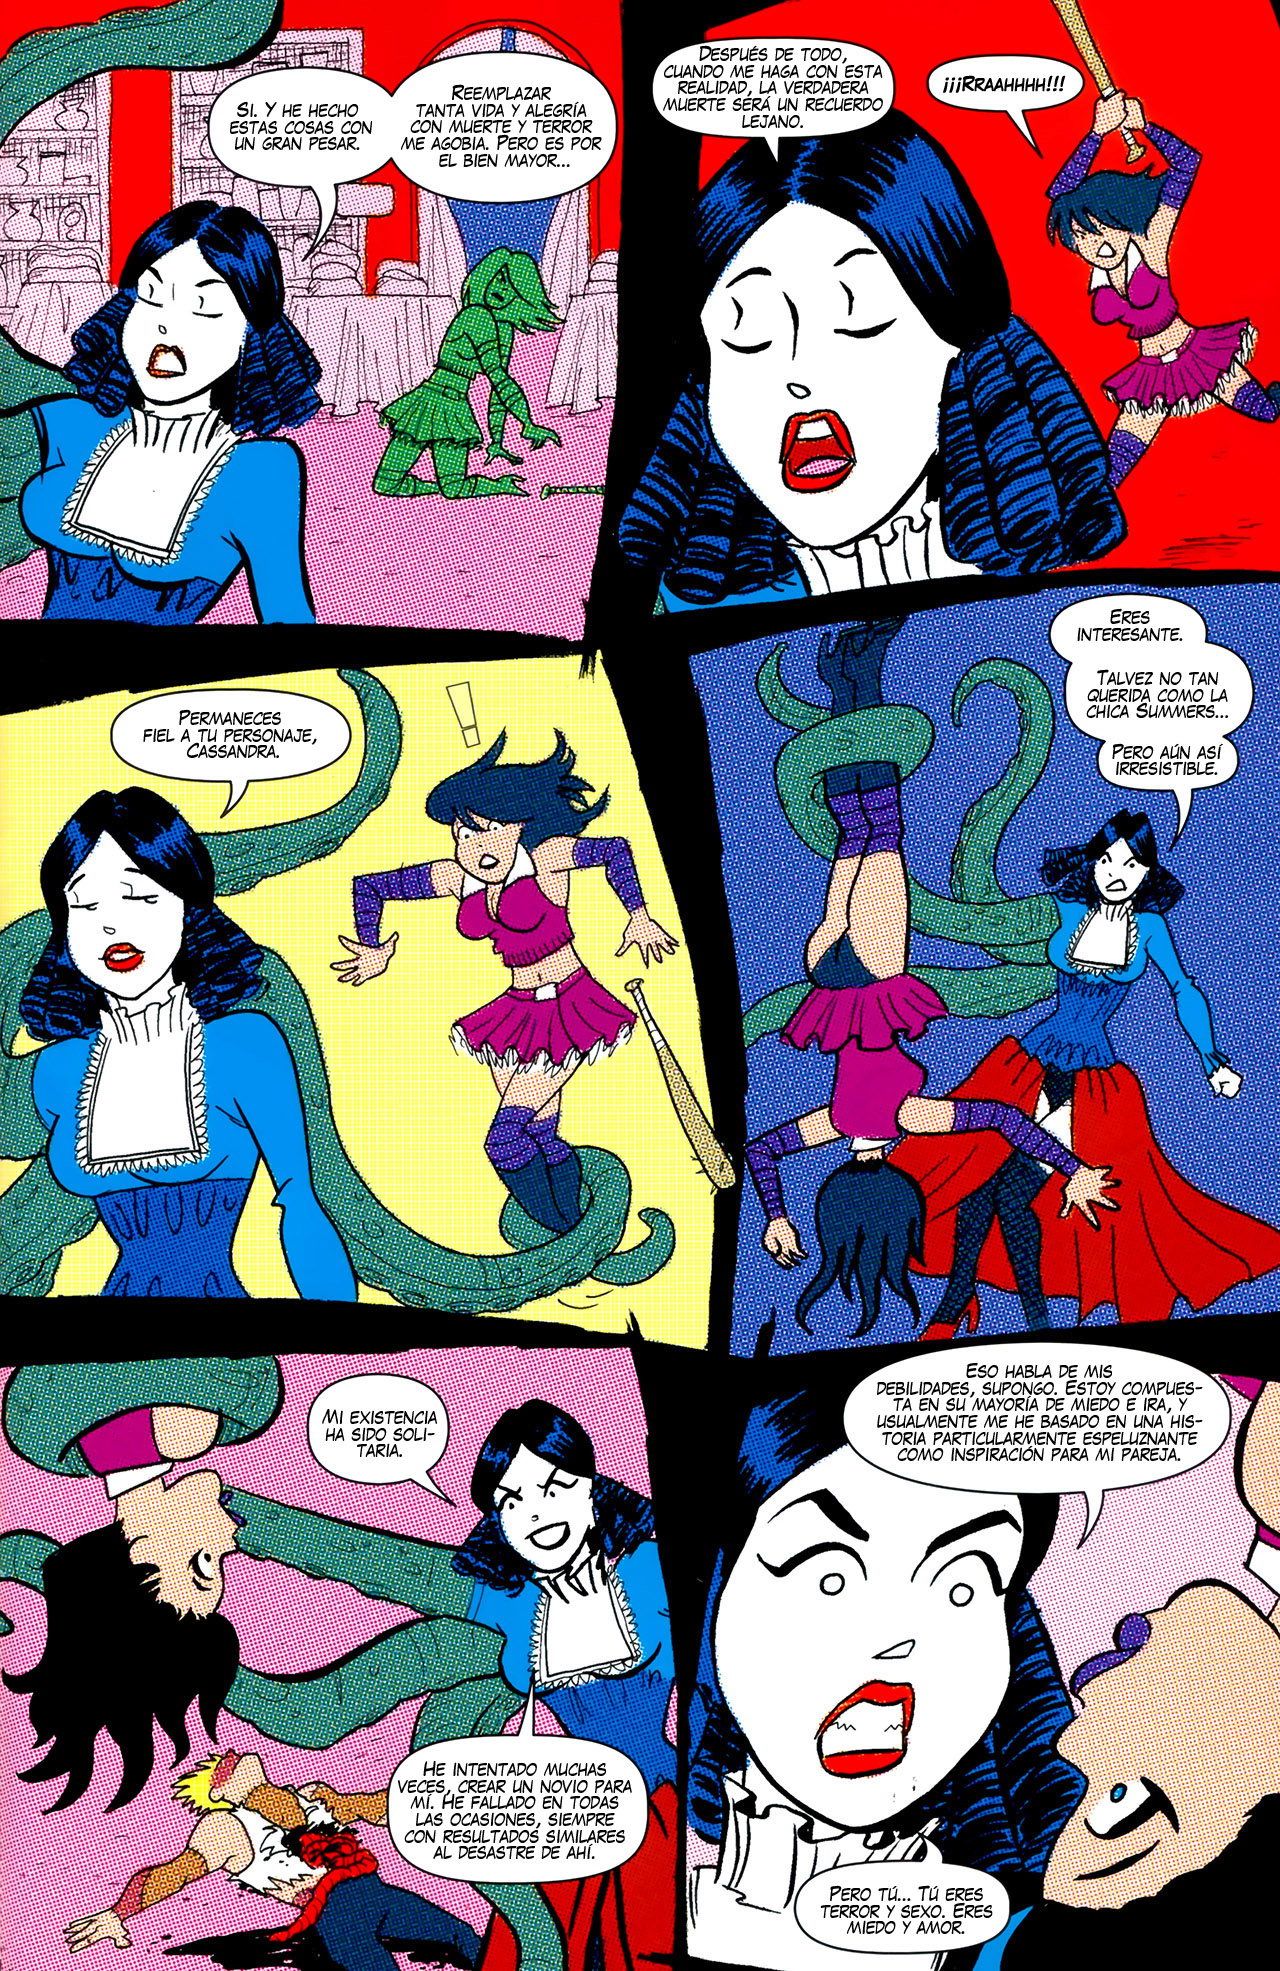 Si. Y he hecho
estas cosas con
un gran pesar.
Reemplazar
tanta vida y alegría
con muerte y terror
me agobia. Pero es por
el bien mayor...
Después de todo,
cuando me haga con esta
realidad, la verdadera
muerte será un recuerdo
lejano.
¡¡¡Rraahhhh!!!
Permaneces
fiel a tu personaje,
Cassandra.
!
Eres
interesante.
Talvez no tan
querida como la
chica Summers...
Pero aún así
irresistible.
Mi existencia
ha sido soli-
taria.
He intentado muchas
veces, crear un novio para
mí. He fallado en todas
las ocasiones, siempre
con resultados similares
al desastre de ahí.
Eso habla de mis
debilidades, supongo. Estoy compues-
ta en su mayoría de miedo e ira, y
usualmente me he basado en una his-
toria particularmente espeluznante
como inspiración para mi pareja.
Pero tú... Tú eres
terror y sexo. Eres
miedo y amor.